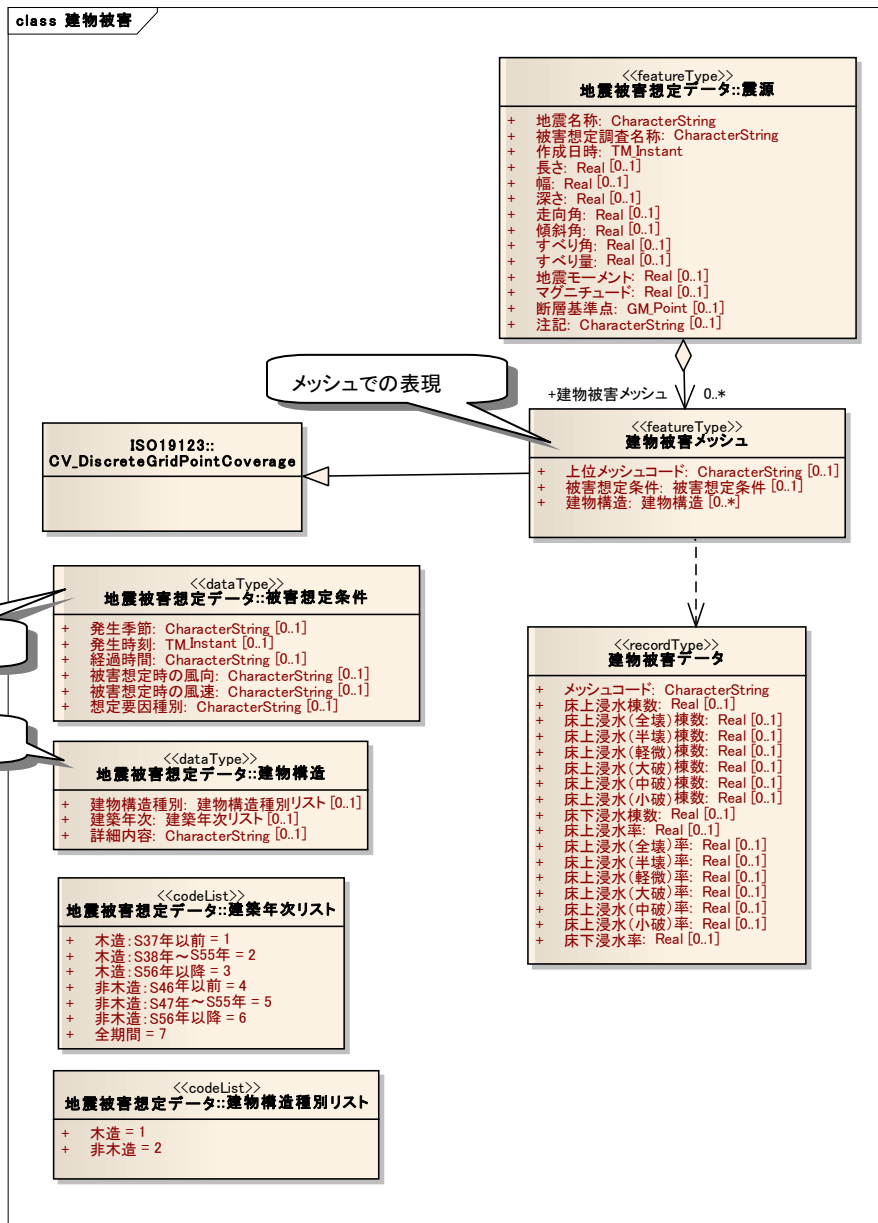 class 建物被害
<<featureType>>
地震被害想定データ::震源
+ 地震名称: CharacterString
+ 被害想定調査名称: CharacterString
+ 作成日時: TM_Instant
+ 長さ: Real [0..1]
+ 幅: Real [0..1]
+ 深さ: Real [0..1]
+ 走向角: Real [0..1]
+ 傾斜角: Real [0..1]
+ すべり角: Real [0..1]
+ すべり量: Real [0..1]
+ 地震モーメント: Real [0..1]
+ マグニチュード: Real [0..1]
+ 断層基準点: GM_Point [0..1]
+ 注記: CharacterString [0..1]
メッシュでの表現
+建物被害メッシュ 0..*
<<featureType>>
建物被害メッシュ
+ 上位メッシュコード: CharacterString [0..1]
+ 被害想定条件: 被害想定条件 [0..1]
+ 建物構造: 建物構造 [0..*]
ISO19123::
CV_DiscreteGridPointCoverage
<<dataType>>
地震被害想定データ::被害想定条件
+ 発生季節: CharacterString [0..1]
+ 発生時刻: TM_Instant [0..1]
+ 経過時間: CharacterString [0..1]
+ 被害想定時の風向: CharacterString [0..1]
+ 被害想定時の風速: CharacterString [0..1]
+ 想定要因種別: CharacterString [0..1]
<<recordType>>
建物被害データ
+ メッシュコード: CharacterString
+ 床上浸水棟数: Real [0..1]
+ 床上浸水(全壊)棟数: Real [0..1]
+ 床上浸水(半壊)棟数: Real [0..1]
+ 床上浸水(軽微)棟数: Real [0..1]
+ 床上浸水(大破)棟数: Real [0..1]
+ 床上浸水(中破)棟数: Real [0..1]
+ 床上浸水(小破)棟数: Real [0..1]
+ 床下浸水棟数: Real [0..1]
+ 床上浸水率: Real [0..1]
+ 床上浸水(全壊)率: Real [0..1]
+ 床上浸水(半壊)率: Real [0..1]
+ 床上浸水(軽微)率: Real [0..1]
+ 床上浸水(大破)率: Real [0..1]
+ 床上浸水(中破)率: Real [0..1]
+ 床上浸水(小破)率: Real [0..1]
+ 床下浸水率: Real [0..1]
<<dataType>>
地震被害想定データ::建物構造
+ 建物構造種別: 建物構造種別リスト [0..1]
+ 建築年次: 建築年次リスト [0..1]
+ 詳細内容: CharacterString [0..1]
<<codeList>>
地震被害想定データ::建築年次リスト
+ 木造:S37年以前 = 1
+ 木造:S38年～S55年 = 2
+ 木造:S56年以降 = 3
+ 非木造:S46年以前 = 4
+ 非木造:S47年～S55年 = 5
+ 非木造:S56年以降 = 6
+ 全期間 = 7
<<codeList>>
地震被害想定データ::建物構造種別リスト
+ 木造 = 1
+ 非木造 = 2